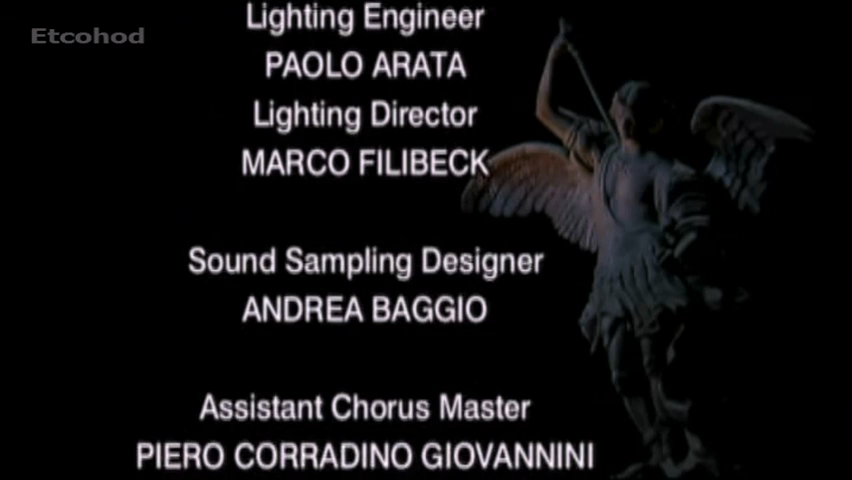 Lighting Engineer
Etcohod
PAOLO ARATA
Lighting Director
MARCO FILIBECK
Sound Sampling Designer
ANDREA BAGGIO
Assistant Chorus Master
PIERO CORRADINO GIOVANNINI